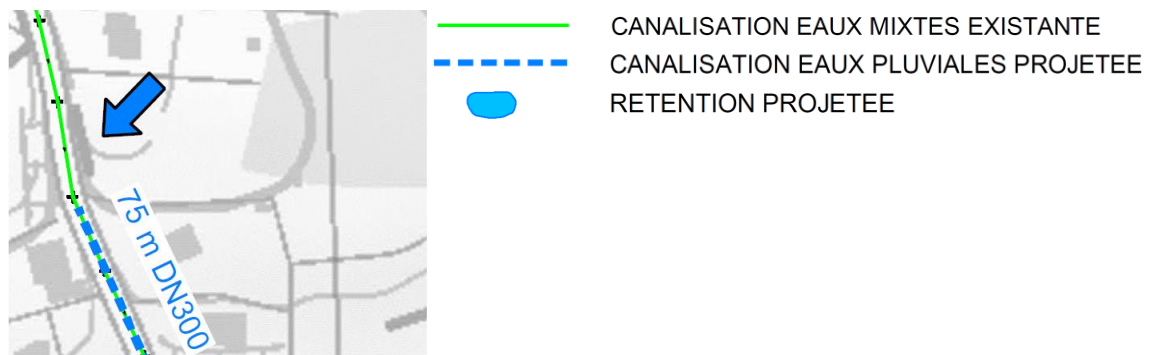 CANALISATION EAUX MIXTES EXISTANTE
CANALISATION EAUX PLUVIALES PROJETEE
RETENTION PROJETEE
75 m DN300